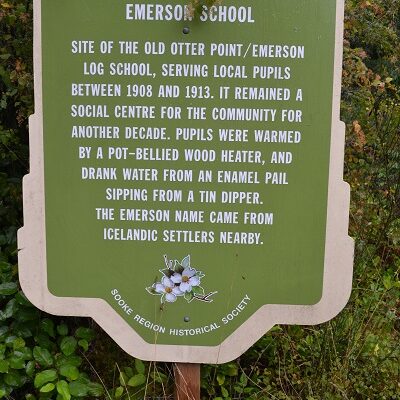 EMERSON SCHOOL
SITE OF THE OLD OTTER POINT/EMERSON
LOG SCHOOL, SERVING LOCAL PUPILS
BETWEEN 1908 AND 1913. IT REMAINED A
SOCIAL CENTRE FOR THE COMMUNITY FOR
ANOTHER DECADE. PUPILS WERE WARMED
BY A POT-BELLIED WOOD HEATER, AND
DRANK WATER FROM AN ENAMEL PAIL
SIPPING FROM A TIN DIPPER.
THE EMERSON NAME CAME FROM
ICELANDIC SETTLERS NEARBY.
SOOKE REGION HISTORICAL SOCIETY